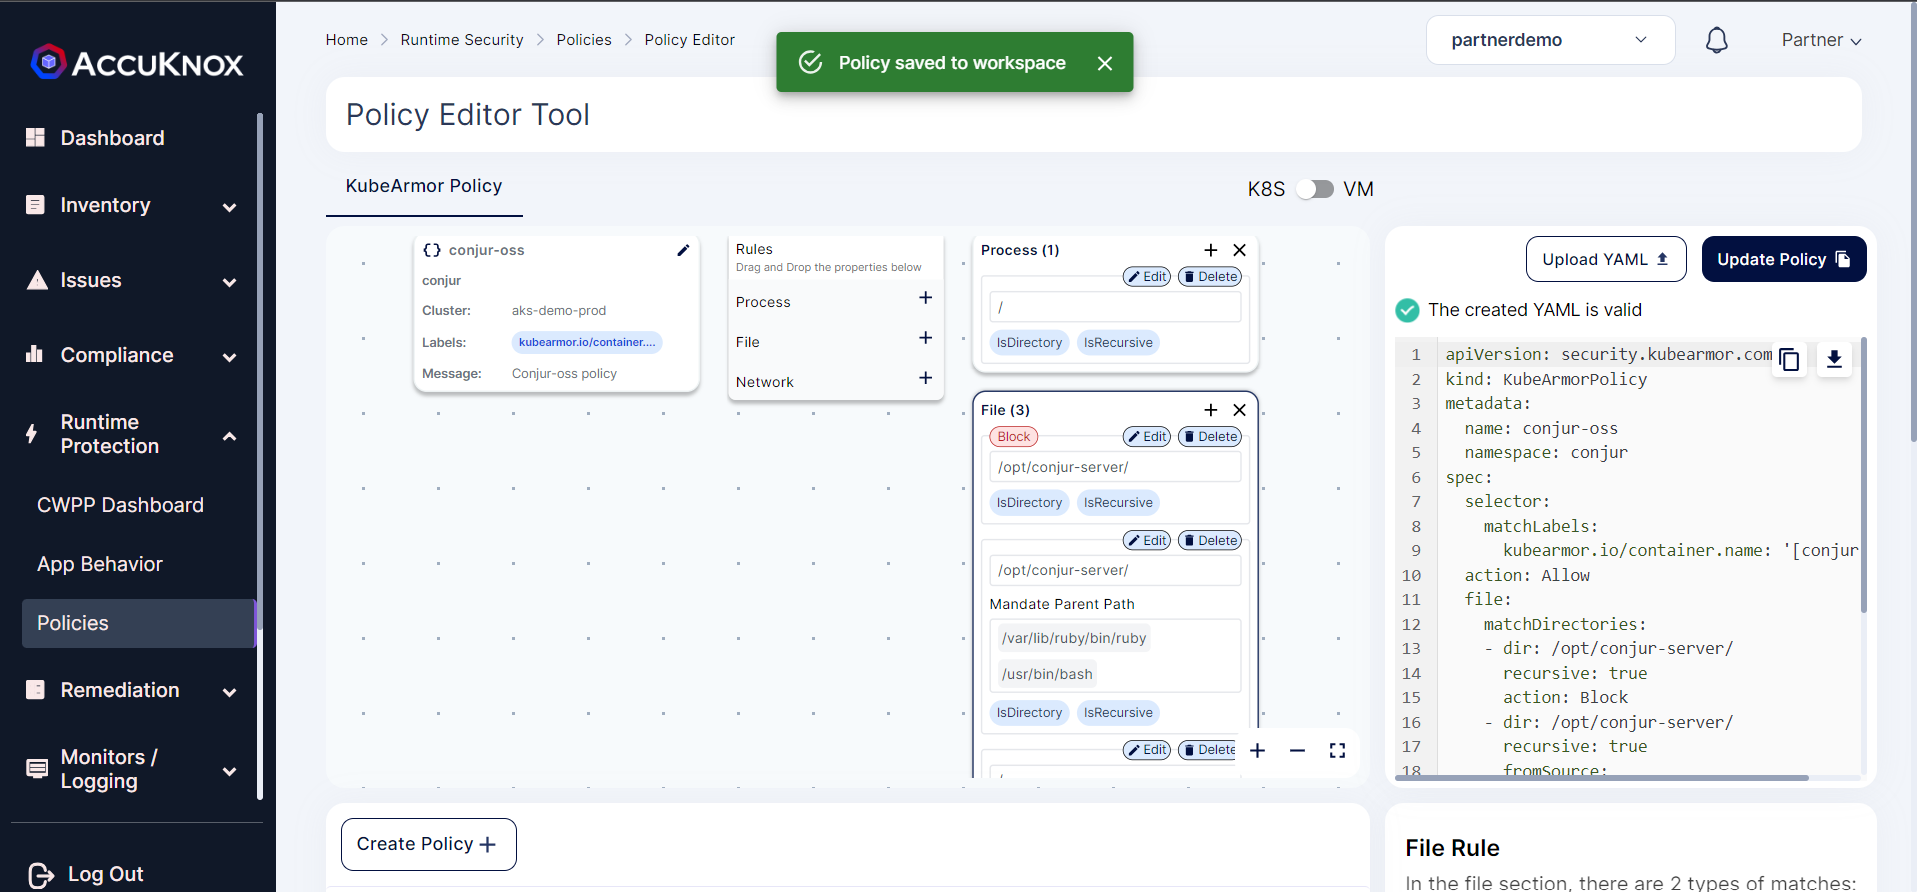 ACCUKNOX
Dashboard
Inventory
Issues
Compliance
Runtime
Protection
CWPP Dashboard
App Behavior
Policies
Remediation
Monitors /
Logging
Log Out
Home > Runtime Security > Policies > Policy Editor
Policy saved to workspace
partnerdemo
Partner
Policy Editor Tool
KubeArmor Policy
K8S
VM
{} conjur-oss
conjur
Cluster: aks-demo-prod
Labels: kubearmor.io/container....
Message: Conjur-oss policy
Rules
Drag and Drop the properties below
Process +
File +
Network +
Process (1)
Edit Delete
/
IsDirectory IsRecursive
File (3)
Block Edit Delete
/opt/conjur-server/
IsDirectory IsRecursive
Edit Delete
/opt/conjur-server/
Mandate Parent Path
/var/lib/ruby/bin/ruby
/usr/bin/bash
IsDirectory IsRecursive
Edit Delete
/
Create Policy +
Upload YAML
Update Policy
The created YAML is valid
1 apiVersion: security.kubearmor.com
2 kind: KubeArmorPolicy
3 metadata:
4 name: conjur-oss
5 namespace: conjur
6 spec:
7 selector:
8 matchLabels:
9 kubearmor.io/container.name: '[conjur
10 action: Allow
11 file:
12 matchDirectories:
13 - dir: /opt/conjur-server/
14 recursive: true
15 action: Block
16 - dir: /opt/conjur-server/
17 recursive: true
18 fromSource:
File Rule
In the file section, there are 2 types of matches: